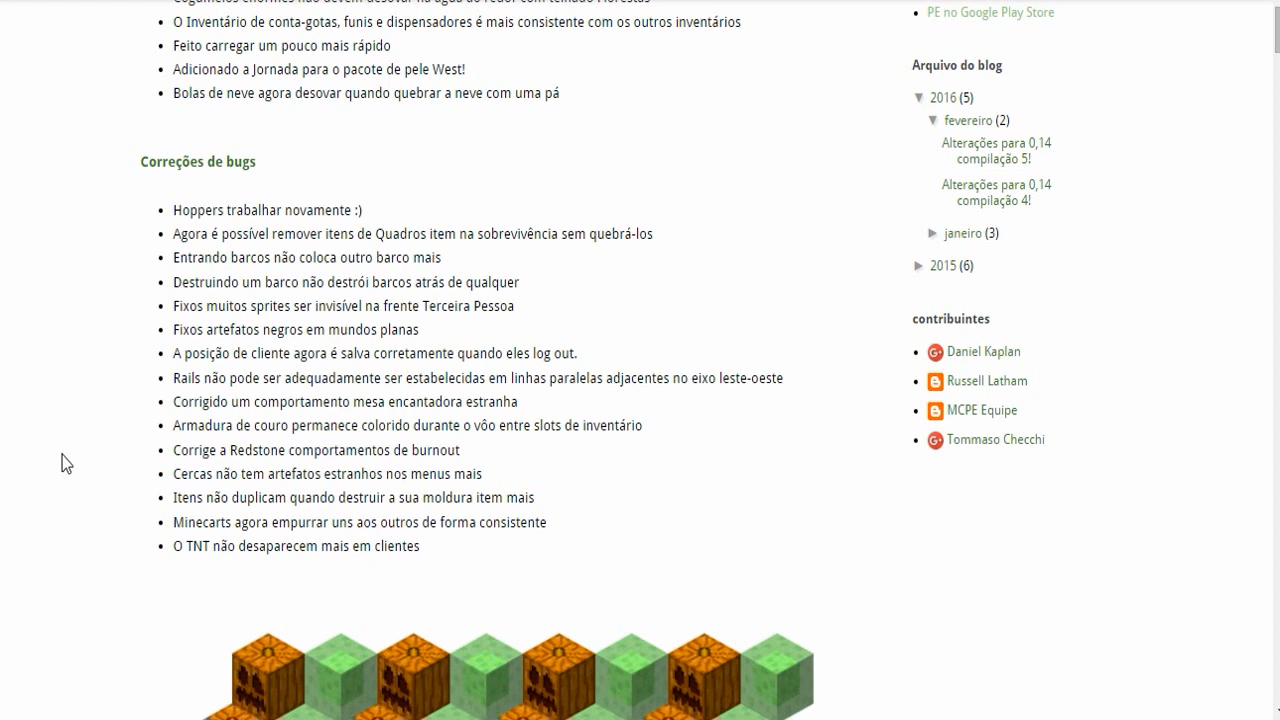 O Inventário de conta-gotas, funis e dispensadores é mais consistente com os outros inventários
Feito carregar um pouco mais rápido
Adicionado a Jornada para o pacote de pele West!
Bolas de neve agora desovar quando quebrar a neve com uma pá
Correções de bugs
Hoppers trabalhar novamente :)
Agora é possível remover itens de Quadros item na sobrevivência sem quebrá-los
Entrando barcos não coloca outro barco mais
Destruindo um barco não destrói barcos atrás de qualquer
Fixos muitos sprites ser invisível na frente Terceira Pessoa
Fixos artefatos negros em mundos planas
A posição de cliente agora é salva corretamente quando eles log out.
Rails não pode ser adequadamente ser estabelecidas em linhas paralelas adjacentes no eixo leste-oeste
Corrigido um comportamento mesa encantadora estranha
Armadura de couro permanece colorido durante o vôo entre slots de inventário
Corrige a Redstone comportamentos de burnout
Cercas não tem artefatos estranhos nos menus mais
Itens não duplicam quando destruir a sua moldura item mais
Minecarts agora empurrar uns aos outros de forma consistente
O TNT não desaparecem mais em clientes
PE no Google Play Store
Arquivo do blog
2016 (5)
fevereiro (2)
Alterações para 0,14
compilação 5!
Alterações para 0,14
compilação 4!
janeiro (3)
2015 (6)
contribuintes
Daniel Kaplan
Russell Latham
MCPE Equipe
Tommaso Checchi